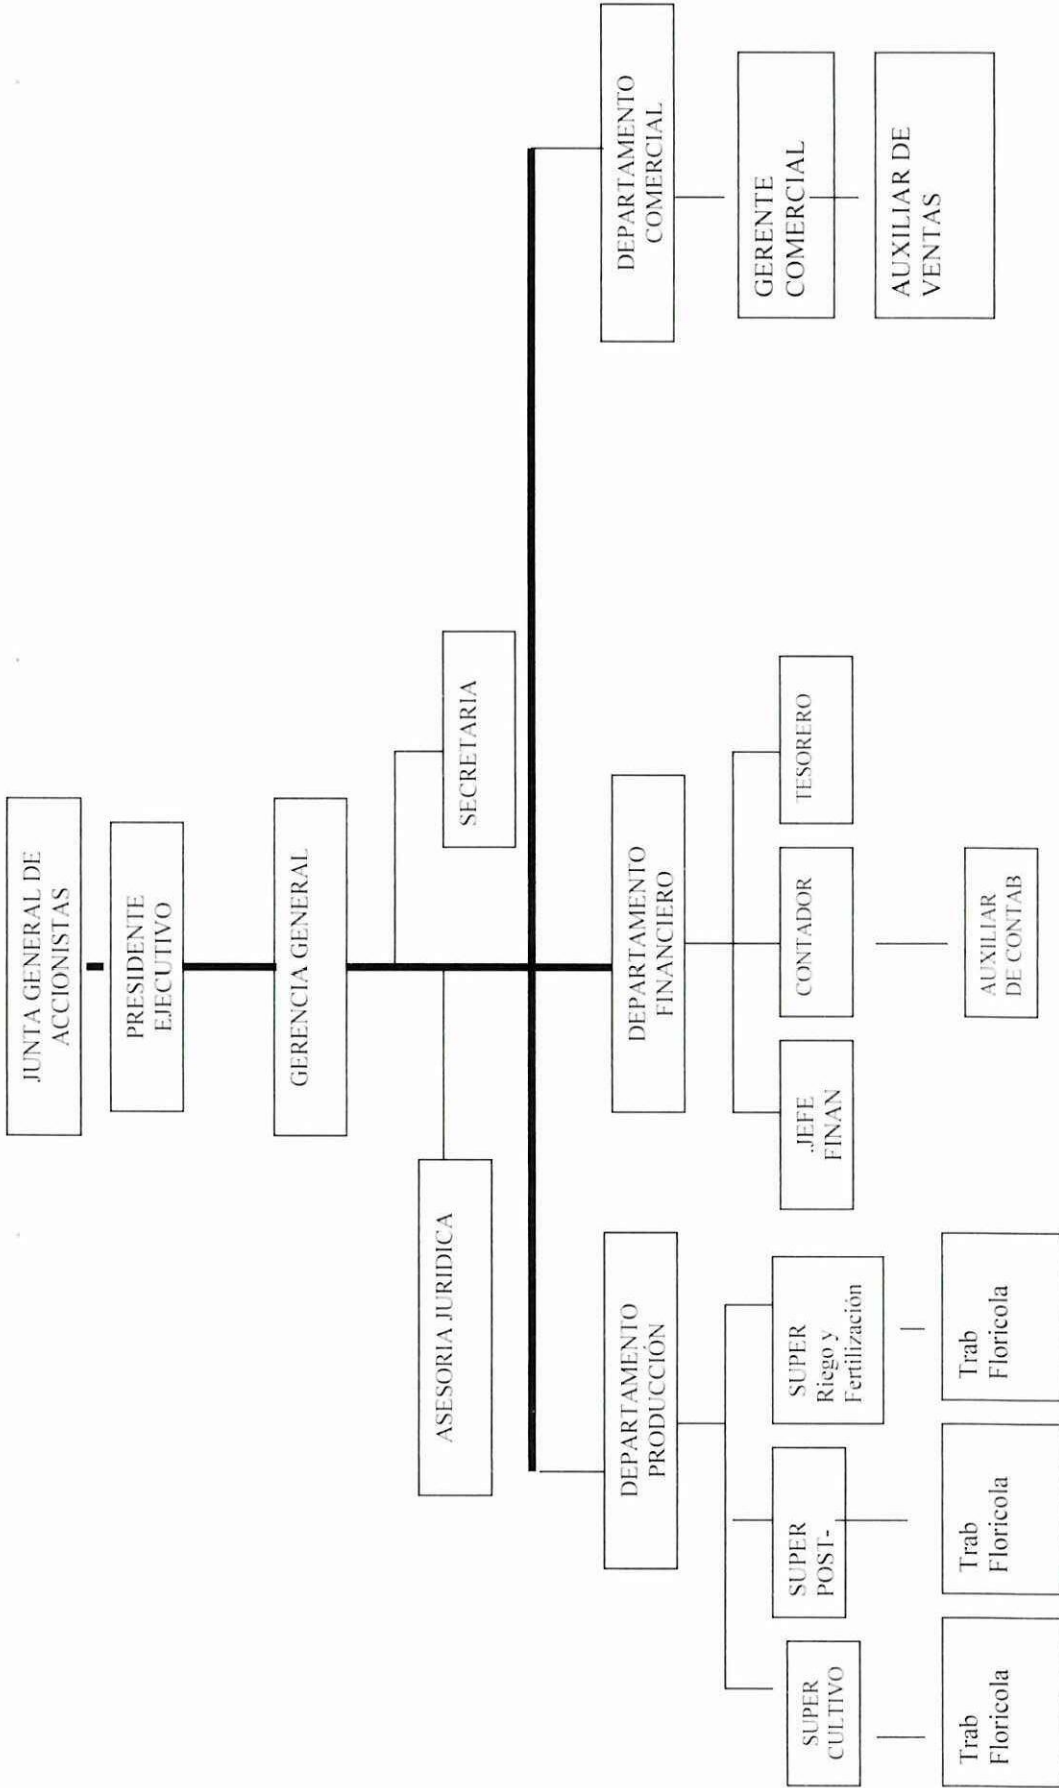 JUNTA GENERAL DE
ACCIONISTAS
PRESIDENTE
EJECUTIVO
GERENCIA GENERAL
ASESORIA JURIDICA
SECRETARIA
DEPARTAMENTO
PRODUCCIÓN
DEPARTAMENTO
FINANCIERO
DEPARTAMENTO
COMERCIAL
SUPER
CULTIVO
SUPER
POST-
SUPER
Riego y
Fertilización
.JEFE
FINAN
CONTADOR
TESORERO
GERENTE
COMERCIAL
Trab
Floricola
Trab
Floricola
Trab
Floricola
AUXILIAR
DE CONTAB
AUXILIAR DE
VENTAS